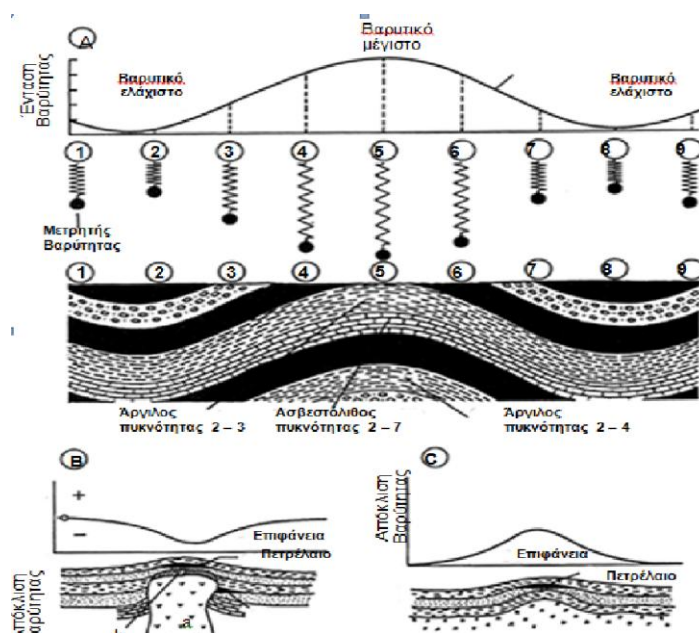 A
Βαρυτικό
μέγιστο
Βαρυτικό
ελάχιστο
Βαρυτικό
ελάχιστο
Ένταση
Βαρύτητας
1 2 3 4 5 6 7 8 9
Μετρητής
Βαρύτητας
1 2 3 4 5 6 7 8 9
Άργιλος
πυκνότητας 2 – 3
Ασβεστόλιθος
πυκνότητας 2 – 7
Άργιλος
πυκνότητας 2 – 4
B
+
–
Επιφάνεια
Πετρέλαιο
Απόκλιση
Βαρύτητας
a
C
Απόκλιση
Βαρύτητας
Επιφάνεια
Πετρέλαιο